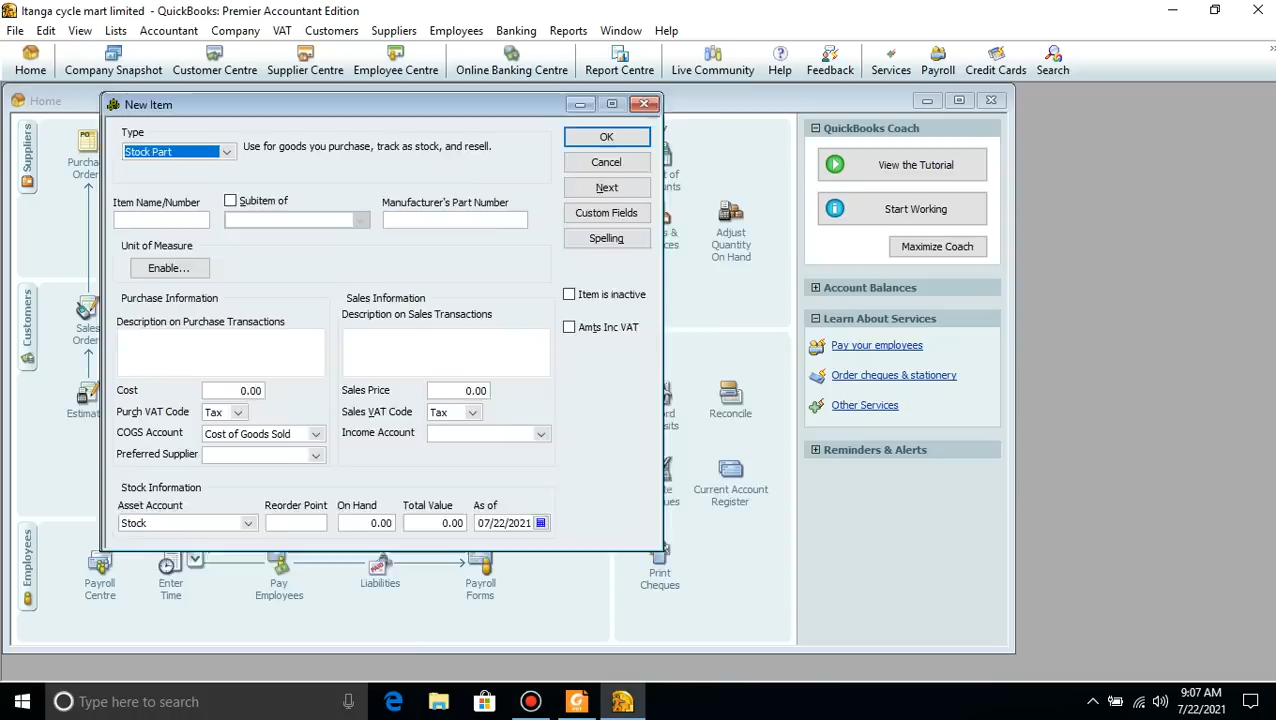 Itanga cycle mart limited - QuickBooks: Premier Accountant Edition
File Edit View Lists Accountant Company VAT Customers Suppliers Employees Banking Reports Window Help
Home Company Snapshot Customer Centre Supplier Centre Employee Centre Online Banking Centre Report Centre Live Community Help Feedback Services Payroll Credit Cards Search
Home
New Item
Type
Stock Part
Use for goods you purchase, track as stock, and resell.
OK
Cancel
Next
Custom Fields
Spelling
Item Name/Number
Subitem of
Manufacturer's Part Number
Unit of Measure
Enable...
Item is inactive
Amts Inc VAT
Purchase Information
Description on Purchase Transactions
Cost 0.00
Purch VAT Code Tax
COGS Account Cost of Goods Sold
Preferred Supplier
Sales Information
Description on Sales Transactions
Sales Price 0.00
Sales VAT Code Tax
Income Account
Stock Information
Asset Account Reorder Point On Hand Total Value As of
Stock 0.00 0.00 07/22/2021
Suppliers
Customers
Employees
Sales
Adjust
Quantity
On Hand
Reconcile
Current Account
Register
Print
Cheques
Payroll
Centre
Enter
Time
Pay
Employees
Liabilities
Payroll
Forms
QuickBooks Coach
View the Tutorial
Start Working
Maximize Coach
Account Balances
Learn About Services
Pay your employees
Order cheques & stationery
Other Services
Reminders & Alerts
Type here to search
9:07 AM
7/22/2021